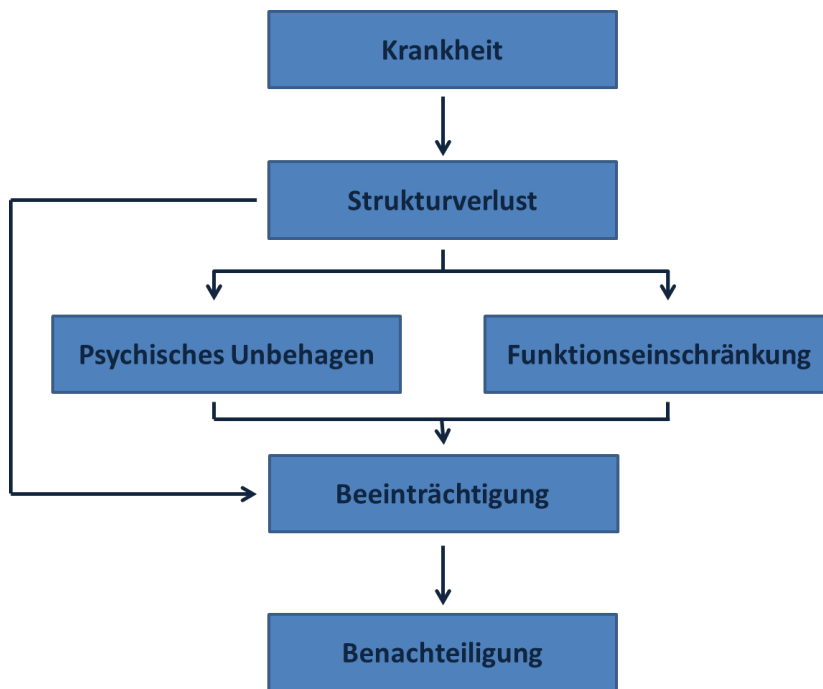 Krankheit
Strukturverlust
Psychisches Unbehagen
Funktionseinschränkung
Beeinträchtigung
Benachteiligung